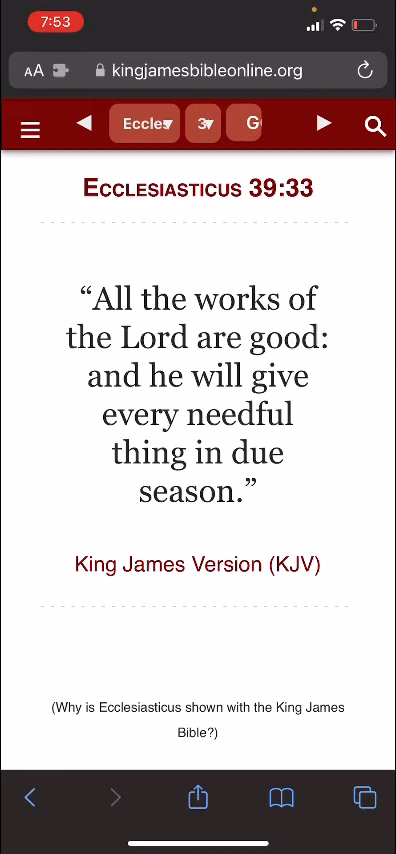 7:53
AA kingjamesbibleonline.org
Eccles 3 G
ECCLESIASTICUS 39:33
“All the works of
the Lord are good:
and he will give
every needful
thing in due
season.”
King James Version (KJV)
(Why is Ecclesiasticus shown with the King James
Bible?)